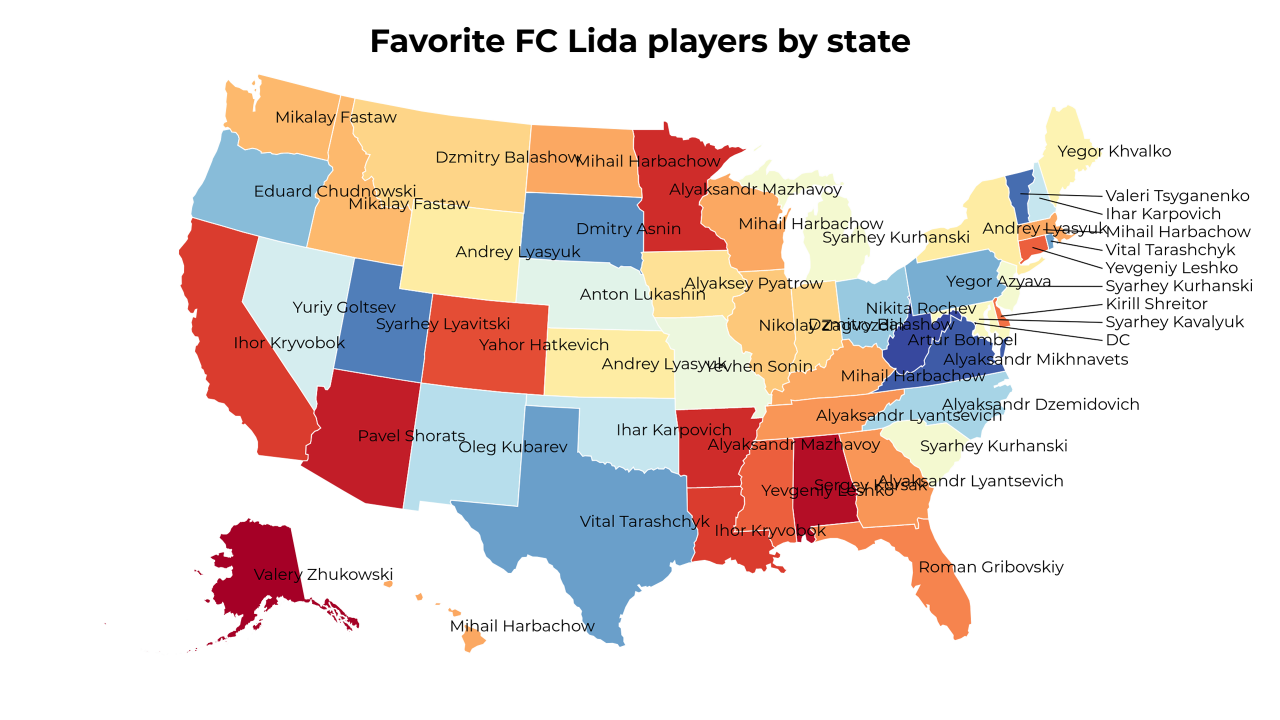 Favorite FC Lida players by state
Mikalay Fastaw
Yegor Khvalko
Dzmitry Balashow
Mihail Harbachow
Alyaksandr Mazhavoy
Eduard Chudnowski
Mikalay Fastaw
Valeri Tsyganenko
Ihar Karpovich
Mihail Harbachow
Dmitry Asnin
Andrey Lyasyuk
Mihail Harbachow
Syarhey Kurhanski
Vital Tarashchyk
Andrey Lyasyuk
Yevgeniy Leshko
Yegor Azyava
Alyaksey Pyatrow
Syarhey Kurhanski
Anton Lukashin
Kirill Shreitor
Yuriy Goltsev
Nikita Rochev
Syarhey Lyavitski
Nikolay Zagvozdin
Dzmitry Balashow
Syarhey Kavalyuk
DC
Ihor Kryvobok
Yahor Hatkevich
Artur Bombel
Alyaksandr Mikhnavets
Andrey Lyasyuk
Yevhen Sonin
Mihail Harbachow
Alyaksandr Dzemidovich
Alyaksandr Lyantsevich
Ihar Karpovich
Pavel Shorats
Oleg Kubarev
Alyaksandr Mazhavoy
Syarhey Kurhanski
Alyaksandr Lyantsevich
Sergey Korsak
Yevgeniy Leshko
Vital Tarashchyk
Ihor Kryvobok
Roman Gribovskiy
Valery Zhukowski
Mihail Harbachow